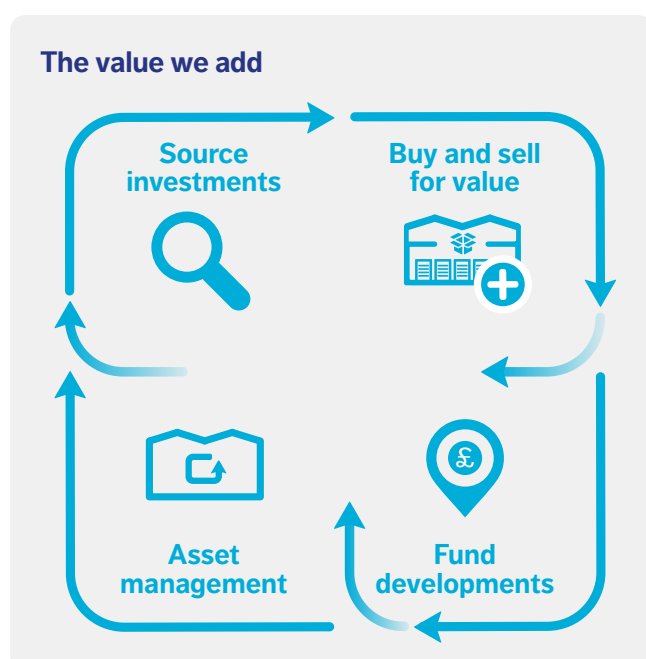 The value we add
Source
investments
Buy and sell
for value
£
Asset
management
Fund
developments